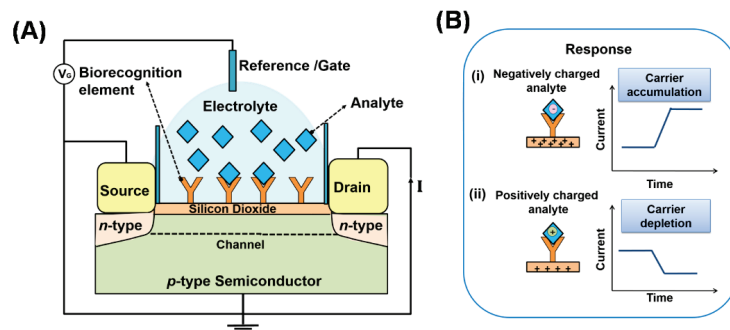 (A)
V_G
Reference /Gate
Biorecognition
element
Electrolyte
Analyte
Source
Drain
I
Silicon Dioxide
n-type
n-type
Channel
p-type Semiconductor
(B)
Response
(i)
Negatively charged
analyte
Carrier
accumulation
-
+ + + + + + + + +
Current
Time
(ii)
Positively charged
analyte
Carrier
depletion
+
+ + + +
Current
Time